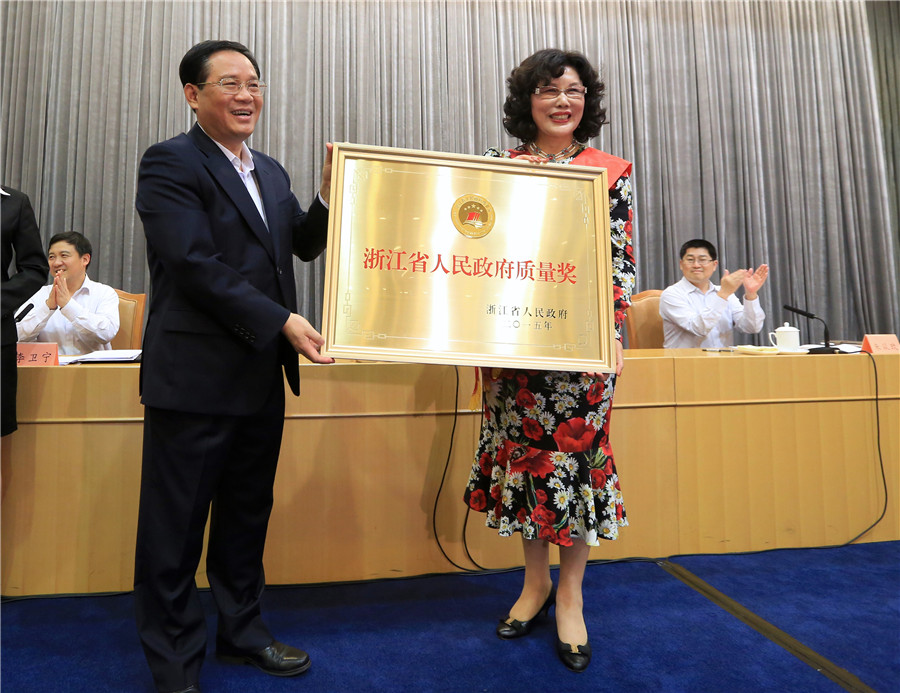 浙江省人民政府质量奖
浙江省人民政府
二〇一五年
李卫宁